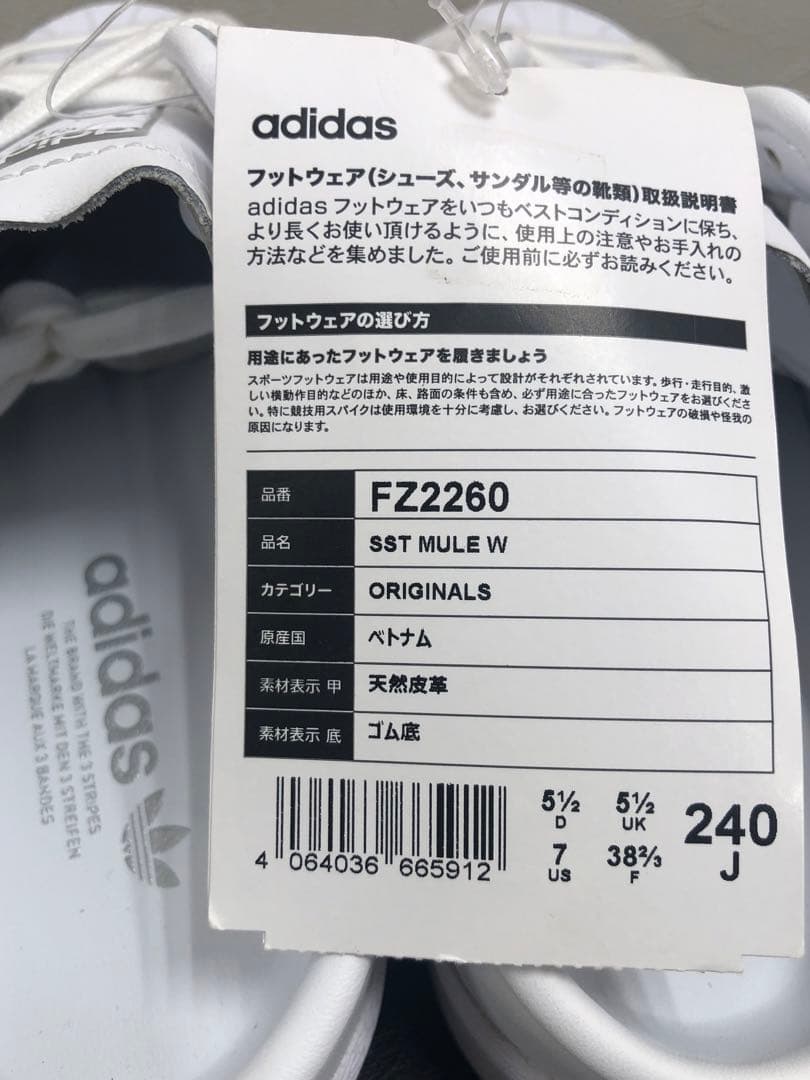 adidas
フットウェア(シューズ、サンダル等の靴類)取扱説明書
adidas フットウェアをいつもベストコンディションに保ち、
より長くお使い頂けるように、使用上の注意やお手入れの
方法などを集めました。ご使用前に必ずお読みください。
フットウェアの選び方
用途にあったフットウェアを履きましょう
スポーツフットウェアは用途や使用目的によって設計がそれぞれされています。歩行・走行目的、激
しい横動作目的などのほか、床、路面の条件も含め、必ず用途に合ったフットウェアをお選びくださ
い。特に競技用スパイクは使用環境を十分に考慮し、お選びください。フットウェアの破損や怪我の
原因になります。
品番 FZ2260
品名 SST MULE W
カテゴリー ORIGINALS
原産国 ベトナム
素材表示 甲 天然皮革
素材表示 底 ゴム底
4 064036 665912
5½ D 5½ UK 240 J
7 US 38⅔ F
adidas
THE BRAND WITH THE 3 STRIPES
DIE WELTMARKE MIT DEN 3 STREIFEN
LA MARQUE AUX 3 BANDES